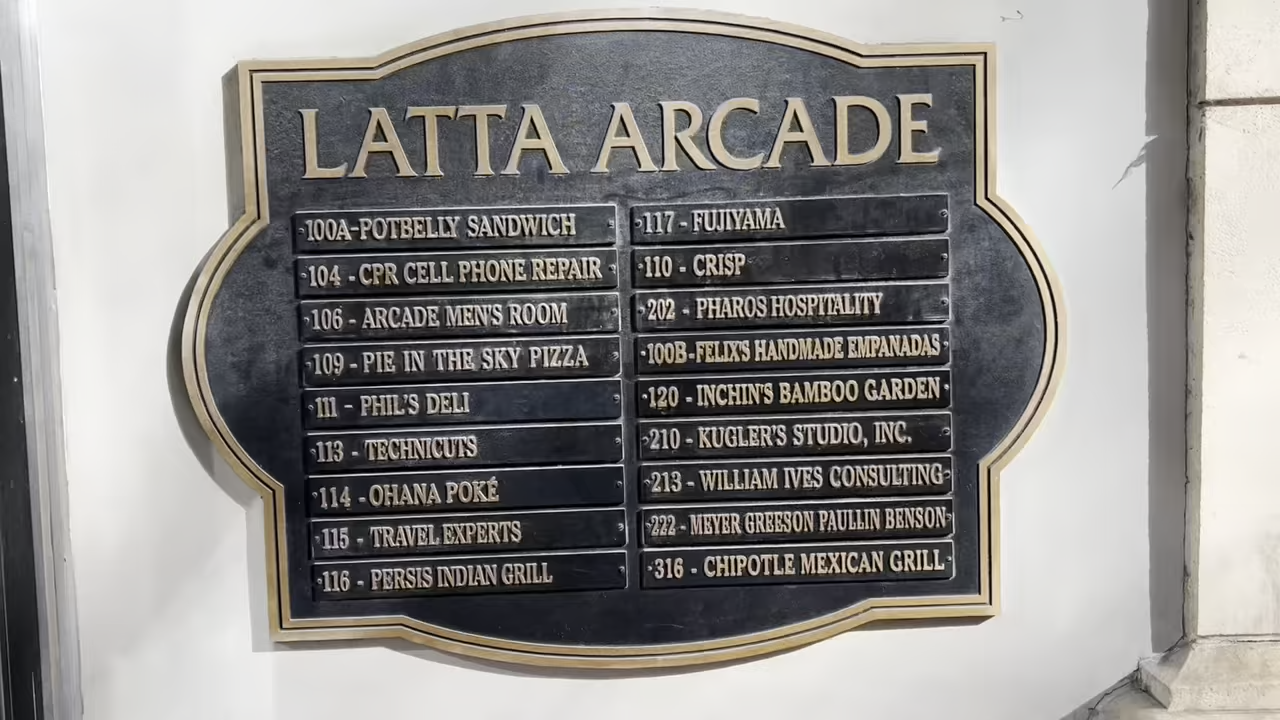 LATTA ARCADE
100A-POTBELLY SANDWICH
104 - CPR CELL PHONE REPAIR
106 - ARCADE MEN'S ROOM
109 - PIE IN THE SKY PIZZA
111 - PHIL'S DELI
113 - TECHNICUTS
114 - OHANA POKÉ
115 - TRAVEL EXPERTS
116 - PERSIS INDIAN GRILL
117 - FUJIYAMA
110 - CRISP
202 - PHAROS HOSPITALITY
100B-FELIX'S HANDMADE EMPANADAS
120 - INCHIN'S BAMBOO GARDEN
210 - KUGLER'S STUDIO, INC.
213 - WILLIAM IVES CONSULTING
222 - MEYER GREESON PAULLIN BENSON
316 - CHIPOTLE MEXICAN GRILL